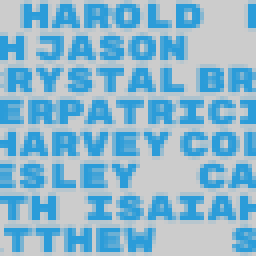 HAROLD
H JASON
RYSTAL BR
ERPATRICI
HARVEY COL
ESLEY CA
TH ISAIAH
TTHEW S